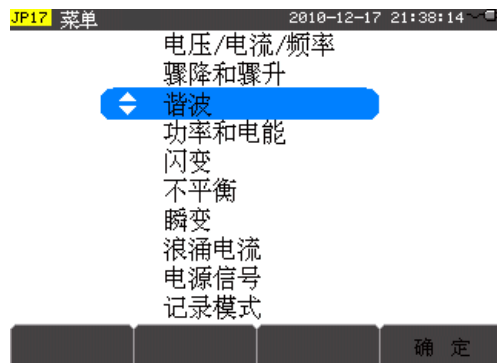 JP17 菜单 2010-12-17 21:38:14
电压/电流/频率
骤降和骤升
谐波
功率和电能
闪变
不平衡
瞬变
浪涌电流
电源信号
记录模式
确 定